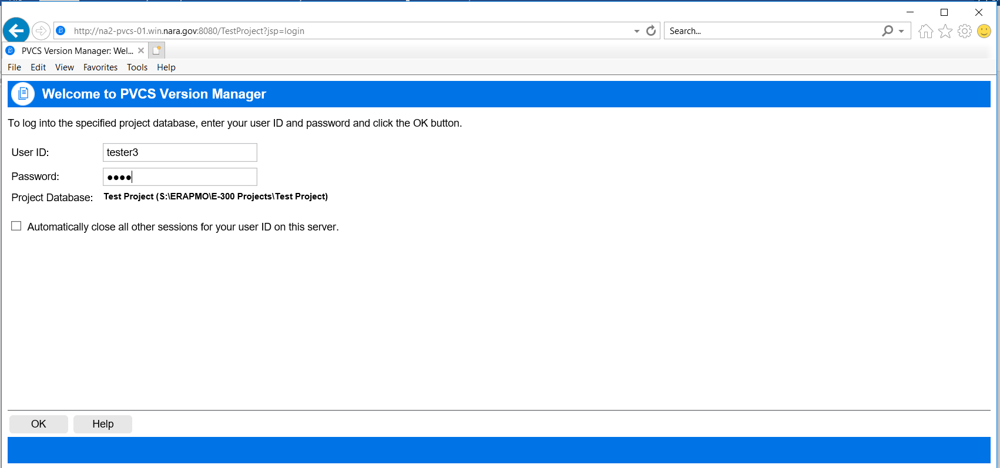 http://na2-pvcs-01.win.nara.gov:8080/TestProject?jsp=login
Search...
PVCS Version Manager: Wel...
File Edit View Favorites Tools Help
Welcome to PVCS Version Manager
To log into the specified project database, enter your user ID and password and click the OK button.
User ID: tester3
Password: ●●●●
Project Database: Test Project (S:\ERAPMO\E-300 Projects\Test Project)
Automatically close all other sessions for your user ID on this server.
OK Help